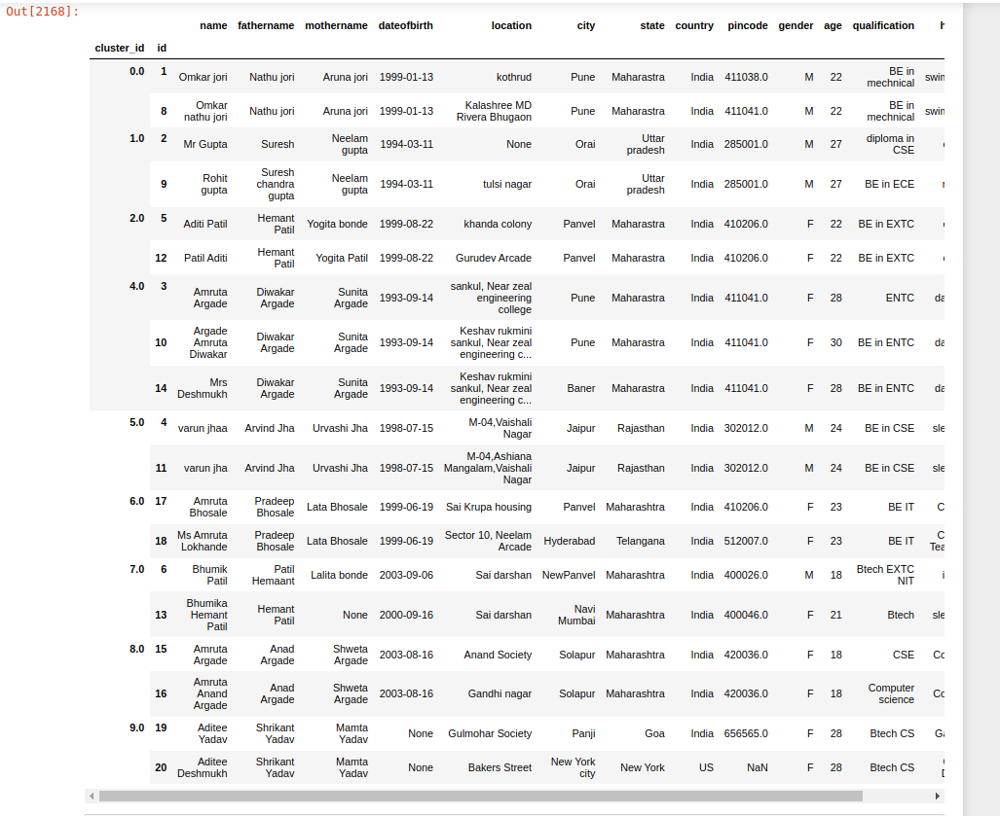 Out[2168]:
name fathername mothername dateofbirth location city state country pincode gender age qualification h
cluster_id id
0.0 1 Omkar jori Nathu jori Aruna jori 1999-01-13 kothrud Pune Maharastra India 411038.0 M 22 BE in mechnical swim
8 Omkar nathu jori Nathu jori Aruna jori 1999-01-13 Kalashree MD Rivera Bhugaon Pune Maharastra India 411041.0 M 22 BE in mechnical swim
1.0 2 Mr Gupta Suresh Neelam gupta 1994-03-11 None Orai Uttar pradesh India 285001.0 M 27 diploma in CSE
9 Rohit gupta Suresh chandra gupta Neelam gupta 1994-03-11 tulsi nagar Orai Uttar pradesh India 285001.0 M 27 BE in ECE
2.0 5 Aditi Patil Hemant Patil Yogita bonde 1999-08-22 khanda colony Panvel Maharastra India 410206.0 F 22 BE in EXTC
12 Patil Aditi Hemant Patil Yogita Patil 1999-08-22 Gurudev Arcade Panvel Maharastra India 410206.0 F 22 BE in EXTC
4.0 3 Amruta Argade Diwakar Argade Sunita Argade 1993-09-14 sankul, Near zeal engineering college Pune Maharastra India 411041.0 F 28 ENTC da
10 Argade Amruta Diwakar Diwakar Argade Sunita Argade 1993-09-14 Keshav rukmini sankul, Near zeal engineering c... Pune Maharastra India 411041.0 F 30 BE in ENTC da
14 Mrs Deshmukh Diwakar Argade Sunita Argade 1993-09-14 Keshav rukmini sankul, Near zeal engineering c... Baner Maharastra India 411041.0 F 28 BE in ENTC da
5.0 4 varun jhaa Arvind Jha Urvashi Jha 1998-07-15 M-04,Vaishali Nagar Jaipur Rajasthan India 302012.0 M 24 BE in CSE sle
11 varun jha Arvind Jha Urvashi Jha 1998-07-15 M-04,Ashiana Mangalam,Vaishali Nagar Jaipur Rajasthan India 302012.0 M 24 BE in CSE sle
6.0 17 Amruta Bhosale Pradeep Bhosale Lata Bhosale 1999-06-19 Sai Krupa housing Panvel Maharashtra India 410206.0 F 23 BE IT C
18 Ms Amruta Lokhande Pradeep Bhosale Lata Bhosale 1999-06-19 Sector 10, Neelam Arcade Hyderabad Telangana India 512007.0 F 23 BE IT C Tea
7.0 6 Bhumik Patil Patil Hemaant Lalita bonde 2003-09-06 Sai darshan NewPanvel Maharashtra India 400026.0 M 18 Btech EXTC NIT i
13 Bhumika Hemant Patil Hemant Patil None 2000-09-16 Sai darshan Navi Mumbai Maharashtra India 400046.0 F 21 Btech sle
8.0 15 Amruta Argade Anad Argade Shweta Argade 2003-08-16 Anand Society Solapur Maharashtra India 420036.0 F 18 CSE Co
16 Amruta Anand Argade Anad Argade Shweta Argade 2003-08-16 Gandhi nagar Solapur Maharashtra India 420036.0 F 18 Computer science Co
9.0 19 Aditee Yadav Shrikant Yadav Mamta Yadav None Gulmohar Society Panji Goa India 656565.0 F 28 Btech CS
20 Aditee Deshmukh Shrikant Yadav Mamta Yadav None Bakers Street New York city New York US NaN F 28 Btech CS